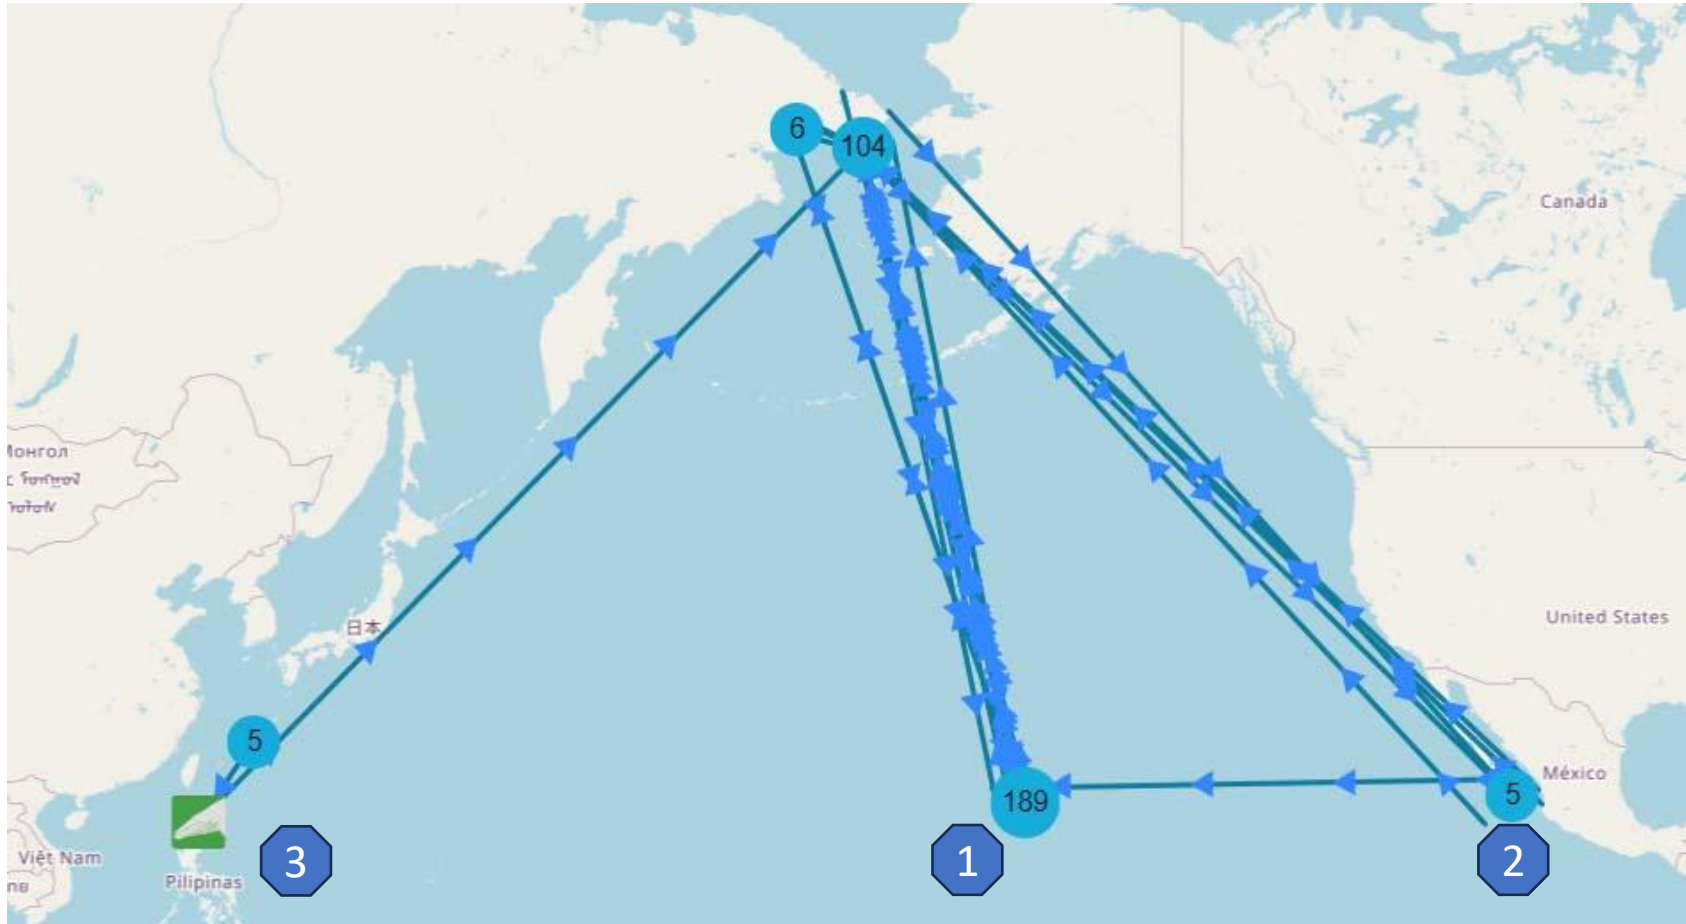 6
104
Canada
Монгол
日本
United States
5
México
189
5
3
1
2
Việt Nam
Pilipinas